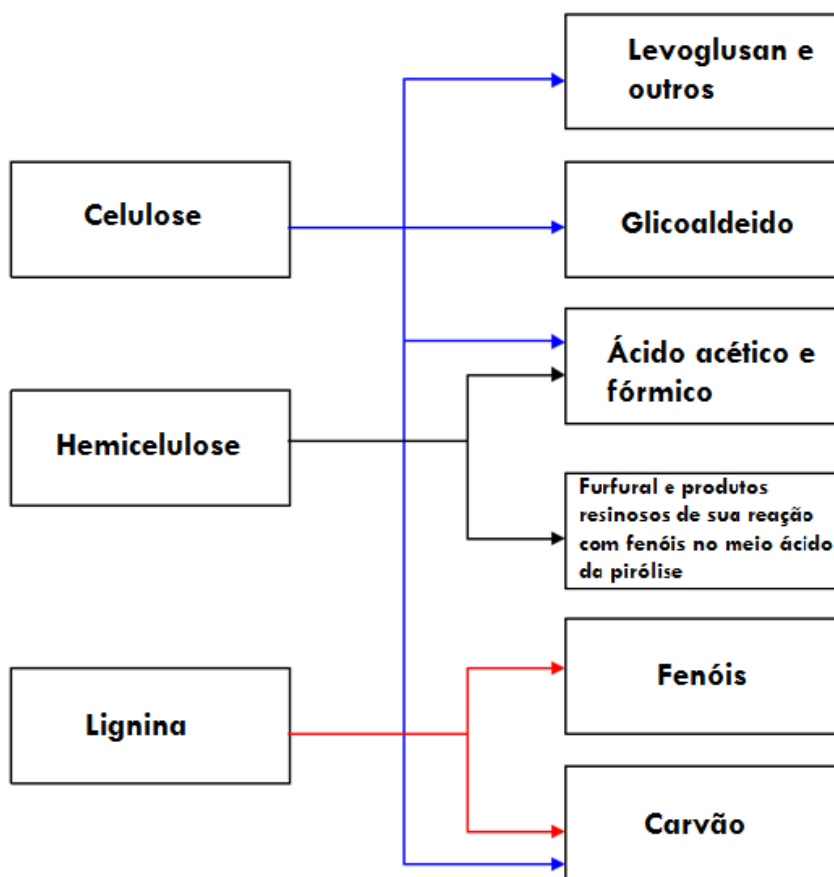 Levoglusan e
outros
Celulose
Glicoaldeido
Ácido acético e
fórmico
Hemicelulose
Furfural e produtos
resinosos de sua reação
com fenóis no meio ácido
da pirólise
Lignina
Fenóis
Carvão